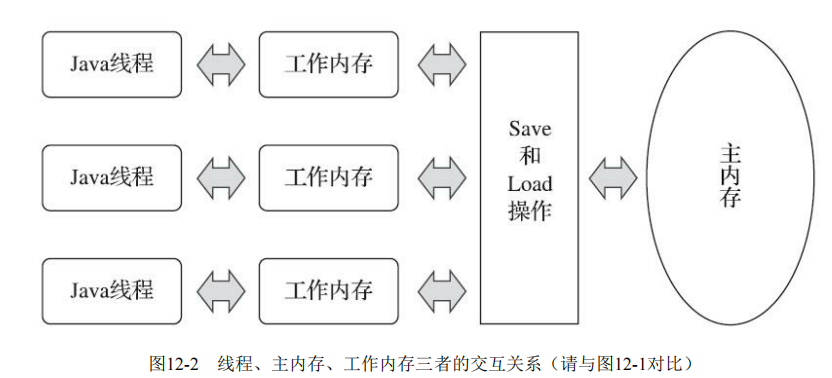 Java线程
工作内存
Java线程
工作内存
Java线程
工作内存
Save
和
Load
操作
主
内
存
图12-2 线程、主内存、工作内存三者的交互关系（请与图12-1对比）